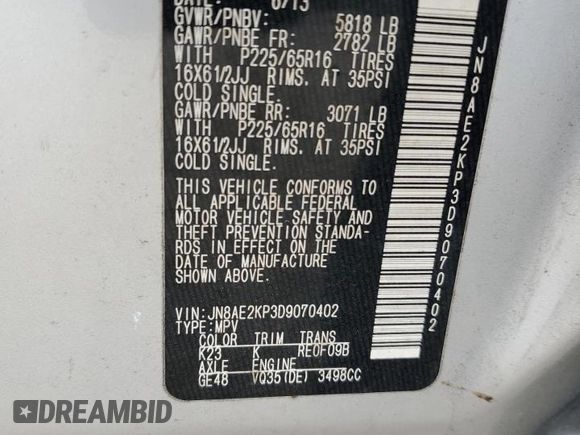 DATE: 6/13
GVWR/PNBV: 5818 LB
GAWR/PNBE FR: 2782 LB
WITH P225/65R16 TIRES
16X61/2JJ RIMS. AT 35PSI
COLD SINGLE.
GAWR/PNBE RR: 3071 LB
WITH P225/65R16 TIRES
16X61/2JJ RIMS. AT 35PSI
COLD SINGLE.
THIS VEHICLE CONFORMS TO
ALL APPLICABLE FEDERAL
MOTOR VEHICLE SAFETY AND
THEFT PREVENTION STANDA-
RDS IN EFFECT ON THE
DATE OF MANUFACTURE
SHOWN ABOVE.
VIN: JN8AE2KP3D9070402
TYPE: MPV
COLOR TRIM TRANS
K23 K RE0F09B
AXLE ENGINE
GE48 VQ35(DE) 3498CC
JN8AE2KP3D9070402
DREAMBID